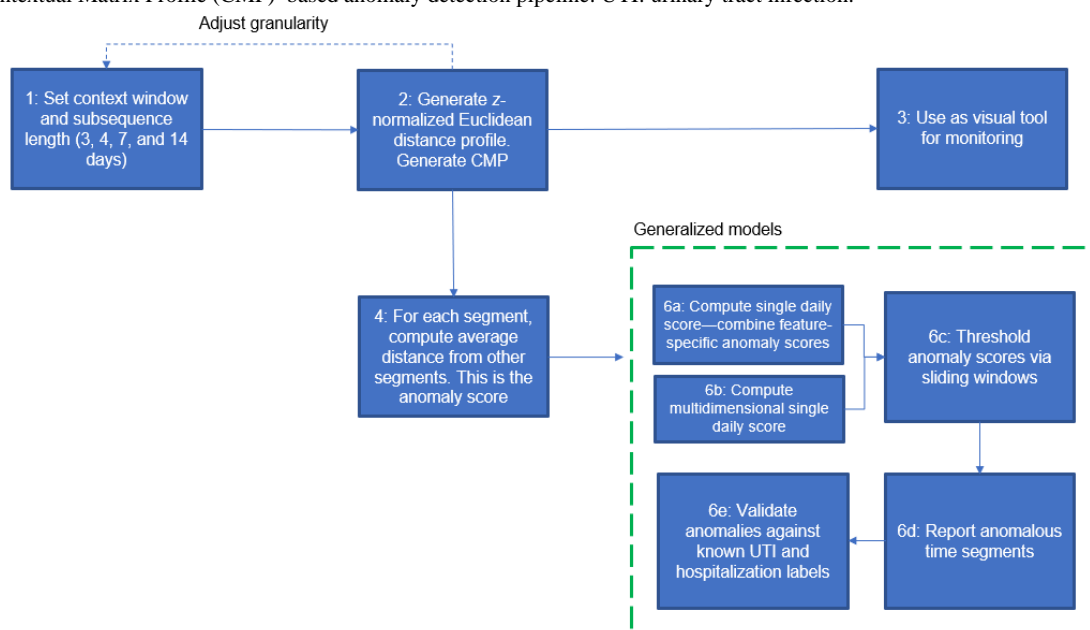 ntextual Matrix Profile (CMP)–based anomaly detection pipeline. UTI: urinary tract infection.
Adjust granularity
1: Set context window
and subsequence
length (3, 4, 7, and 14
days)
2: Generate z-
normalized Euclidean
distance profile.
Generate CMP
3: Use as visual tool
for monitoring
Generalized models
4: For each segment,
compute average
distance from other
segments. This is the
anomaly score
6a: Compute single daily
score—combine feature-
specific anomaly scores
6b: Compute
multidimensional single
daily score
6c: Threshold
anomaly scores via
sliding windows
6d: Report anomalous
time segments
6e: Validate
anomalies against
known UTI and
hospitalization labels